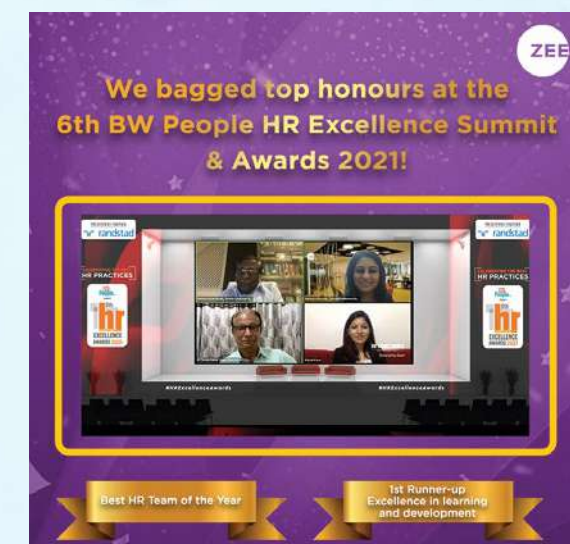 ZEE
We bagged top honours at the
6th BW People HR Excellence Summit
& Awards 2021!
randstad
randstad
HR PRACTICES
HR PRACTICES
People
hr
EXCELLENCE
AWARDS
hr
EXCELLENCE
AWARDS
#HRExcellenceAwards
#HRExcellenceAwards
Best HR Team of the Year
1st Runner-up
Excellence in learning
and development